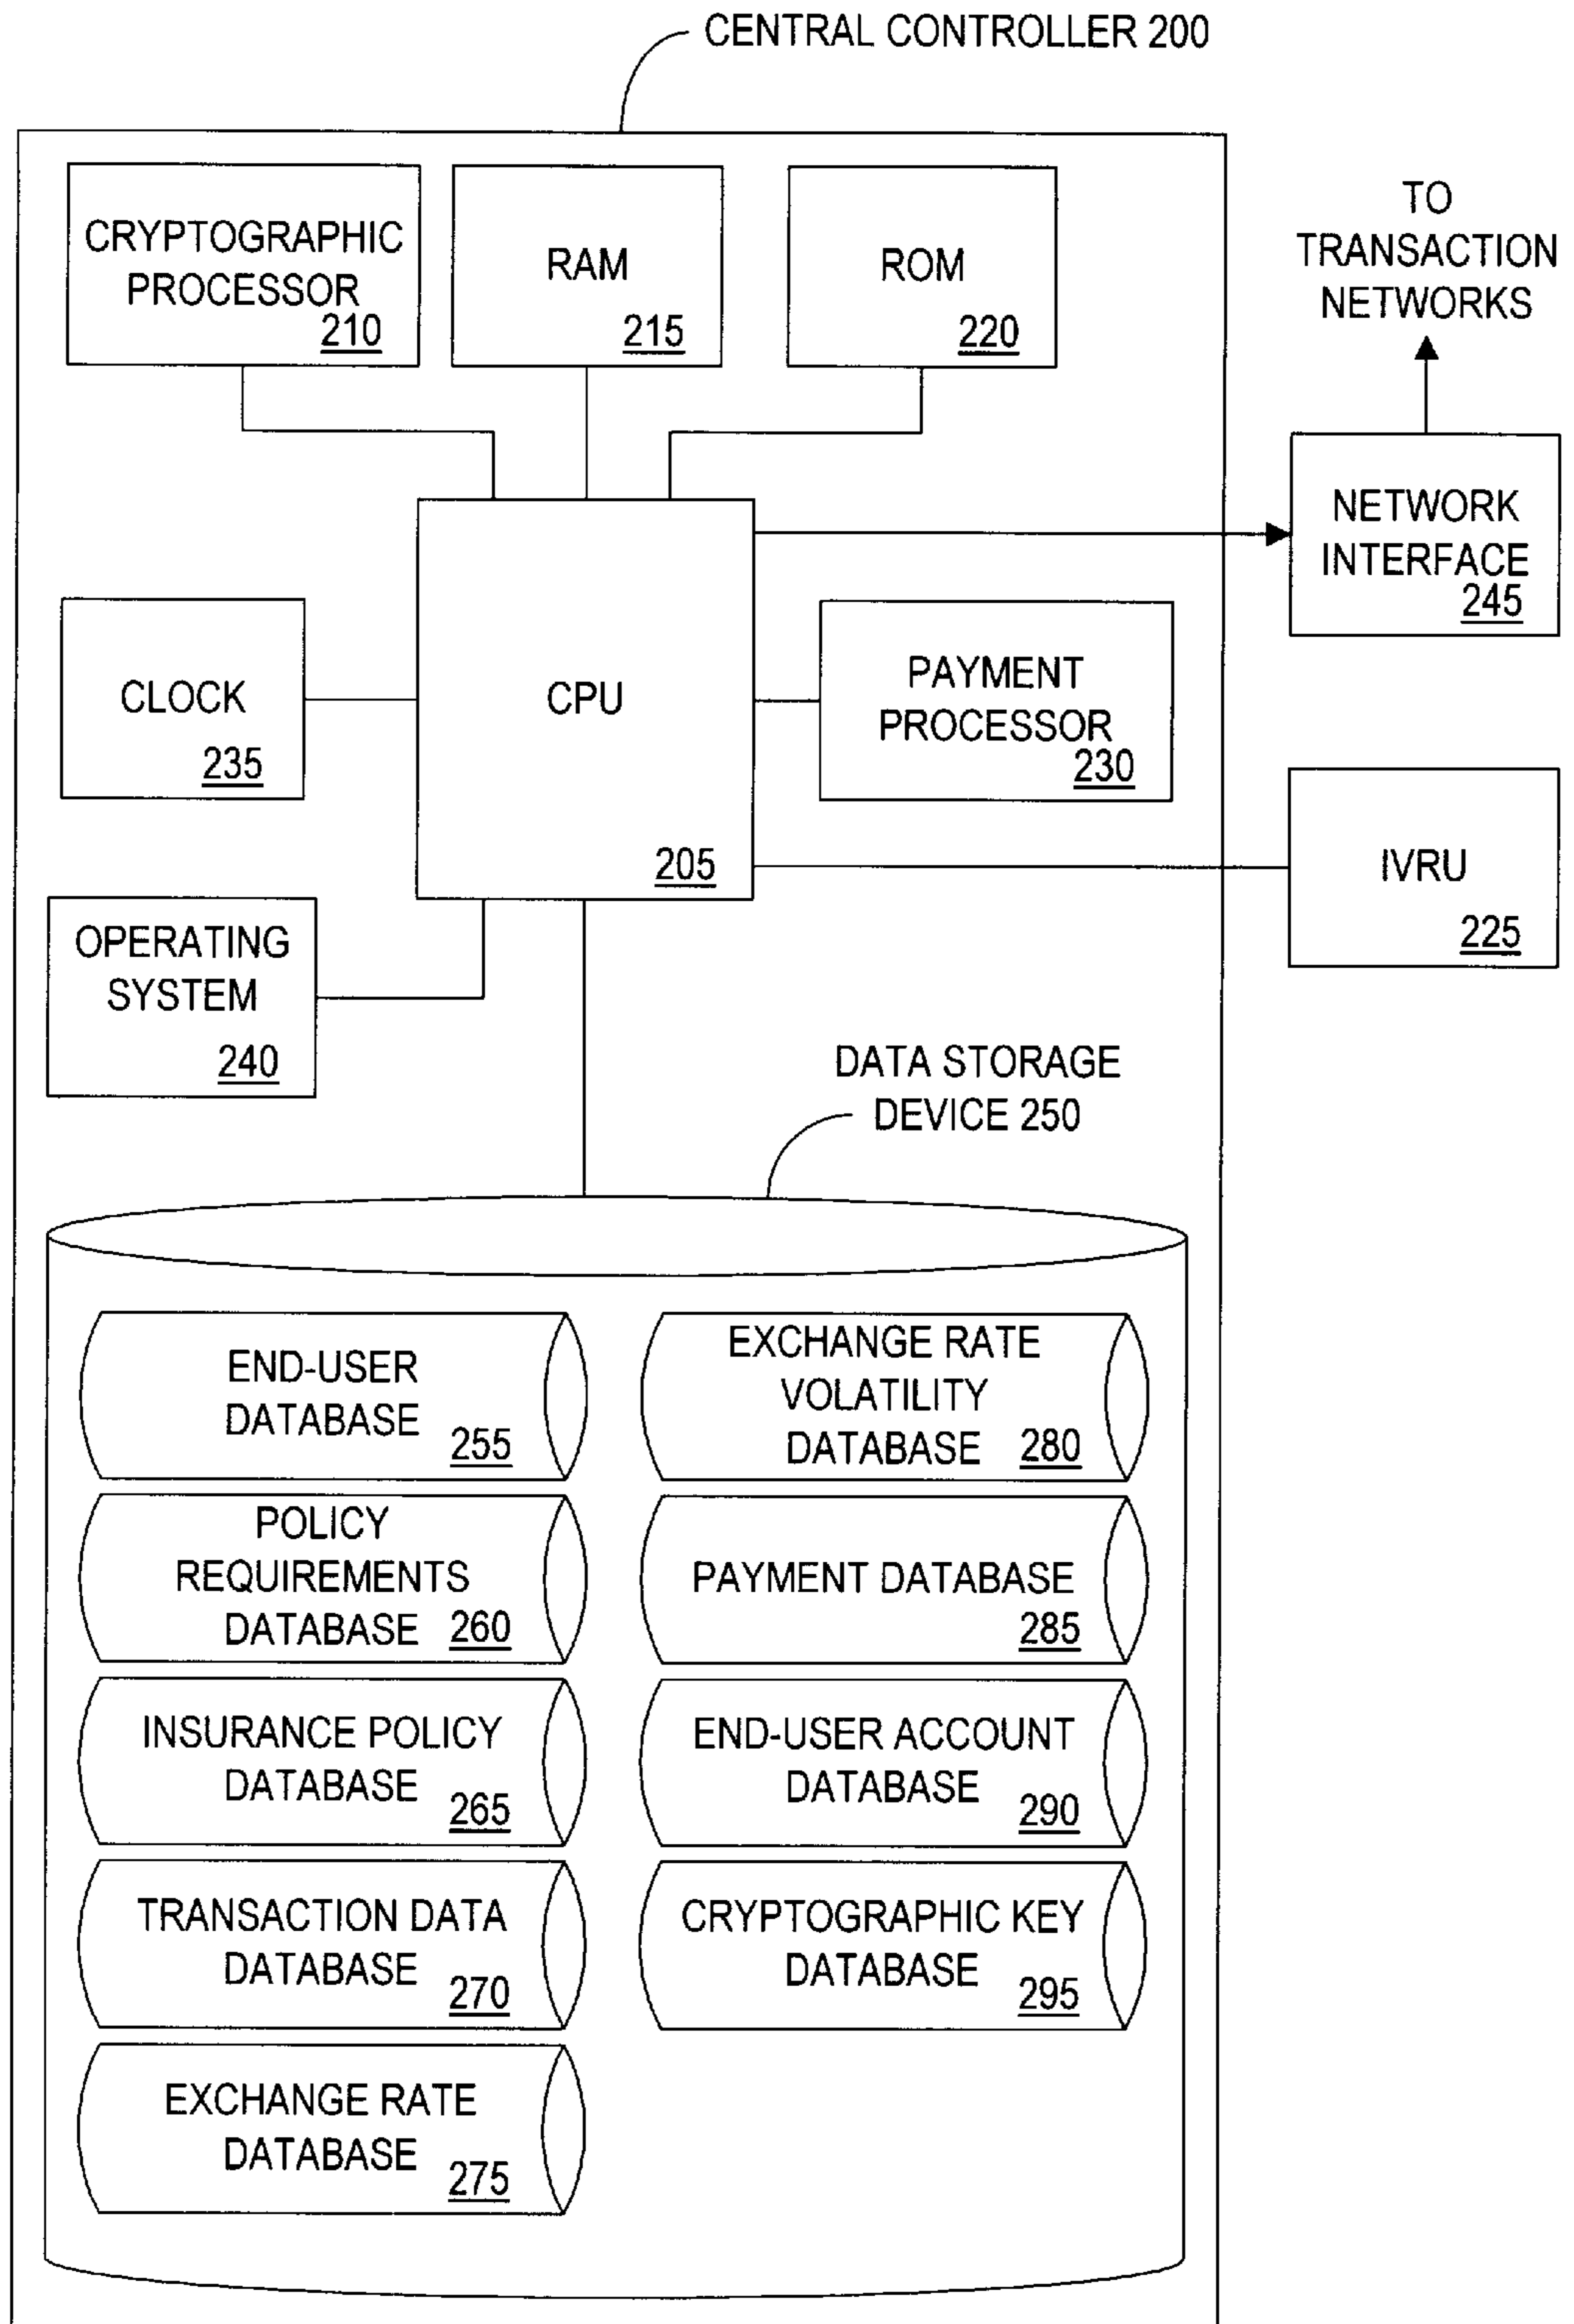 CENTRAL CONTROLLER 200
CRYPTOGRAPHIC
PROCESSOR
210
RAM
215
ROM
220
TO
TRANSACTION
NETWORKS
NETWORK
INTERFACE
245
CLOCK
235
CPU
205
PAYMENT
PROCESSOR
230
IVRU
225
OPERATING
SYSTEM
240
DATA STORAGE
DEVICE 250
END-USER
DATABASE
255
EXCHANGE RATE
VOLATILITY
DATABASE 280
POLICY
REQUIREMENTS
DATABASE 260
PAYMENT DATABASE
285
INSURANCE POLICY
DATABASE
265
END-USER ACCOUNT
DATABASE
290
TRANSACTION DATA
DATABASE
270
CRYPTOGRAPHIC KEY
DATABASE
295
EXCHANGE RATE
DATABASE
275